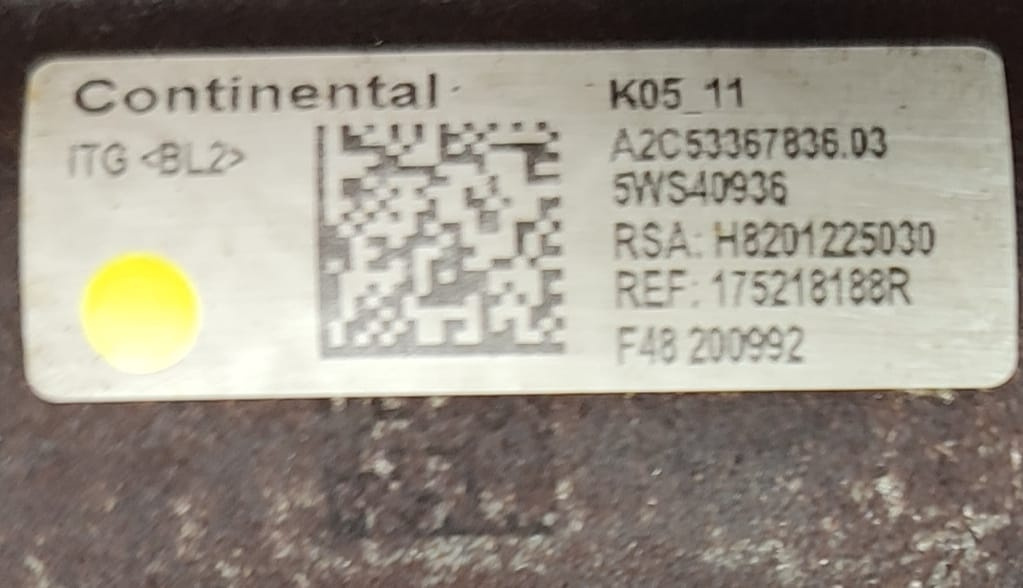 Continental
ITG <BL2>
K05_11
A2C53367836.03
5WS40936
RSA: H8201225030
REF: 175218188R
F48 200992